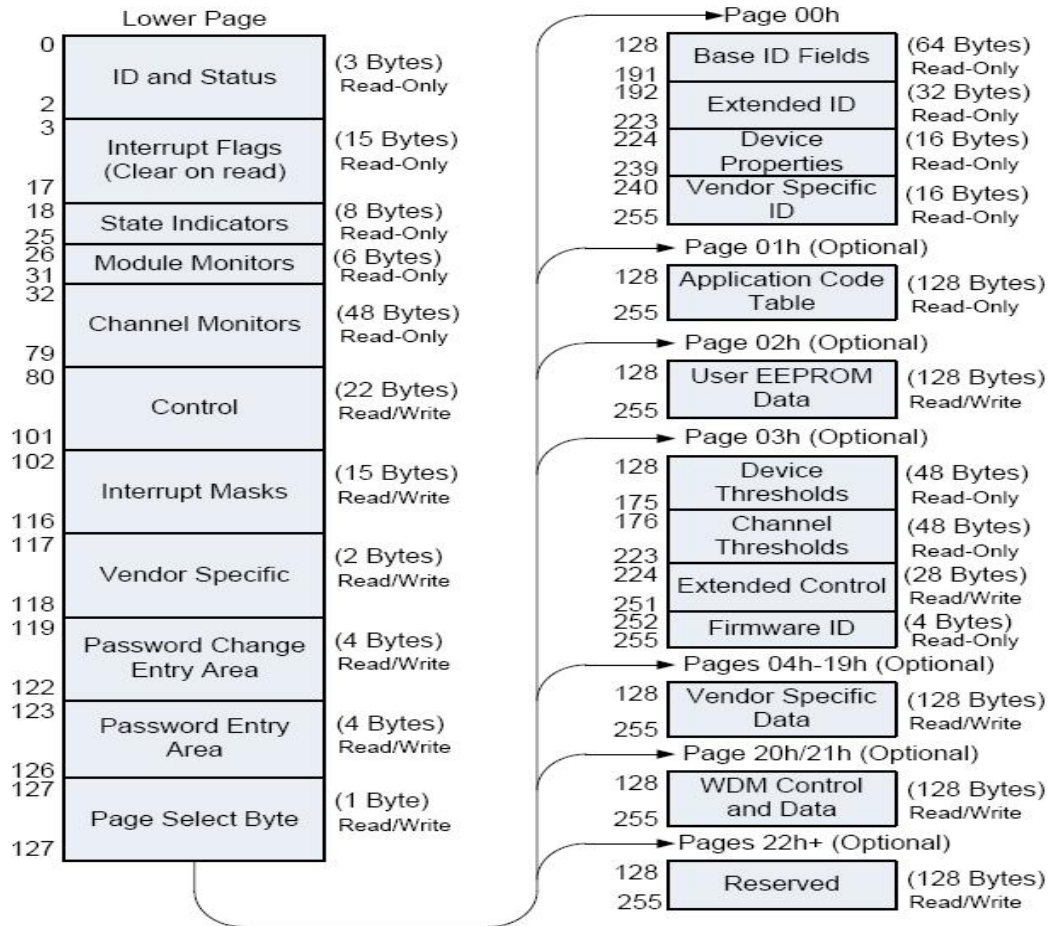 Lower Page
0
ID and Status
2
(3 Bytes)
Read-Only
3
Interrupt Flags
(Clear on read)
17
(15 Bytes)
Read-Only
18
State Indicators
25
(8 Bytes)
Read-Only
26
Module Monitors
31
(6 Bytes)
Read-Only
32
Channel Monitors
79
(48 Bytes)
Read-Only
80
Control
101
(22 Bytes)
Read/Write
102
Interrupt Masks
116
(15 Bytes)
Read/Write
117
Vendor Specific
118
(2 Bytes)
Read/Write
119
Password Change
Entry Area
122
(4 Bytes)
Read/Write
123
Password Entry
Area
126
(4 Bytes)
Read/Write
127
Page Select Byte
127
(1 Byte)
Read/Write
Page 00h
128
Base ID Fields
191
(64 Bytes)
Read-Only
192
Extended ID
223
(32 Bytes)
Read-Only
224
Device
Properties
239
(16 Bytes)
Read-Only
240
Vendor Specific
ID
255
(16 Bytes)
Read-Only
Page 01h (Optional)
128
Application Code
Table
255
(128 Bytes)
Read-Only
Page 02h (Optional)
128
User EEPROM
Data
255
(128 Bytes)
Read/Write
Page 03h (Optional)
128
Device
Thresholds
175
(48 Bytes)
Read-Only
176
Channel
Thresholds
223
(48 Bytes)
Read-Only
224
Extended Control
251
(28 Bytes)
Read/Write
252
Firmware ID
255
(4 Bytes)
Read-Only
Pages 04h-19h (Optional)
128
Vendor Specific
Data
255
(128 Bytes)
Read/Write
Page 20h/21h (Optional)
128
WDM Control
and Data
255
(128 Bytes)
Read/Write
Pages 22h+ (Optional)
128
Reserved
255
(128 Bytes)
Read/Write